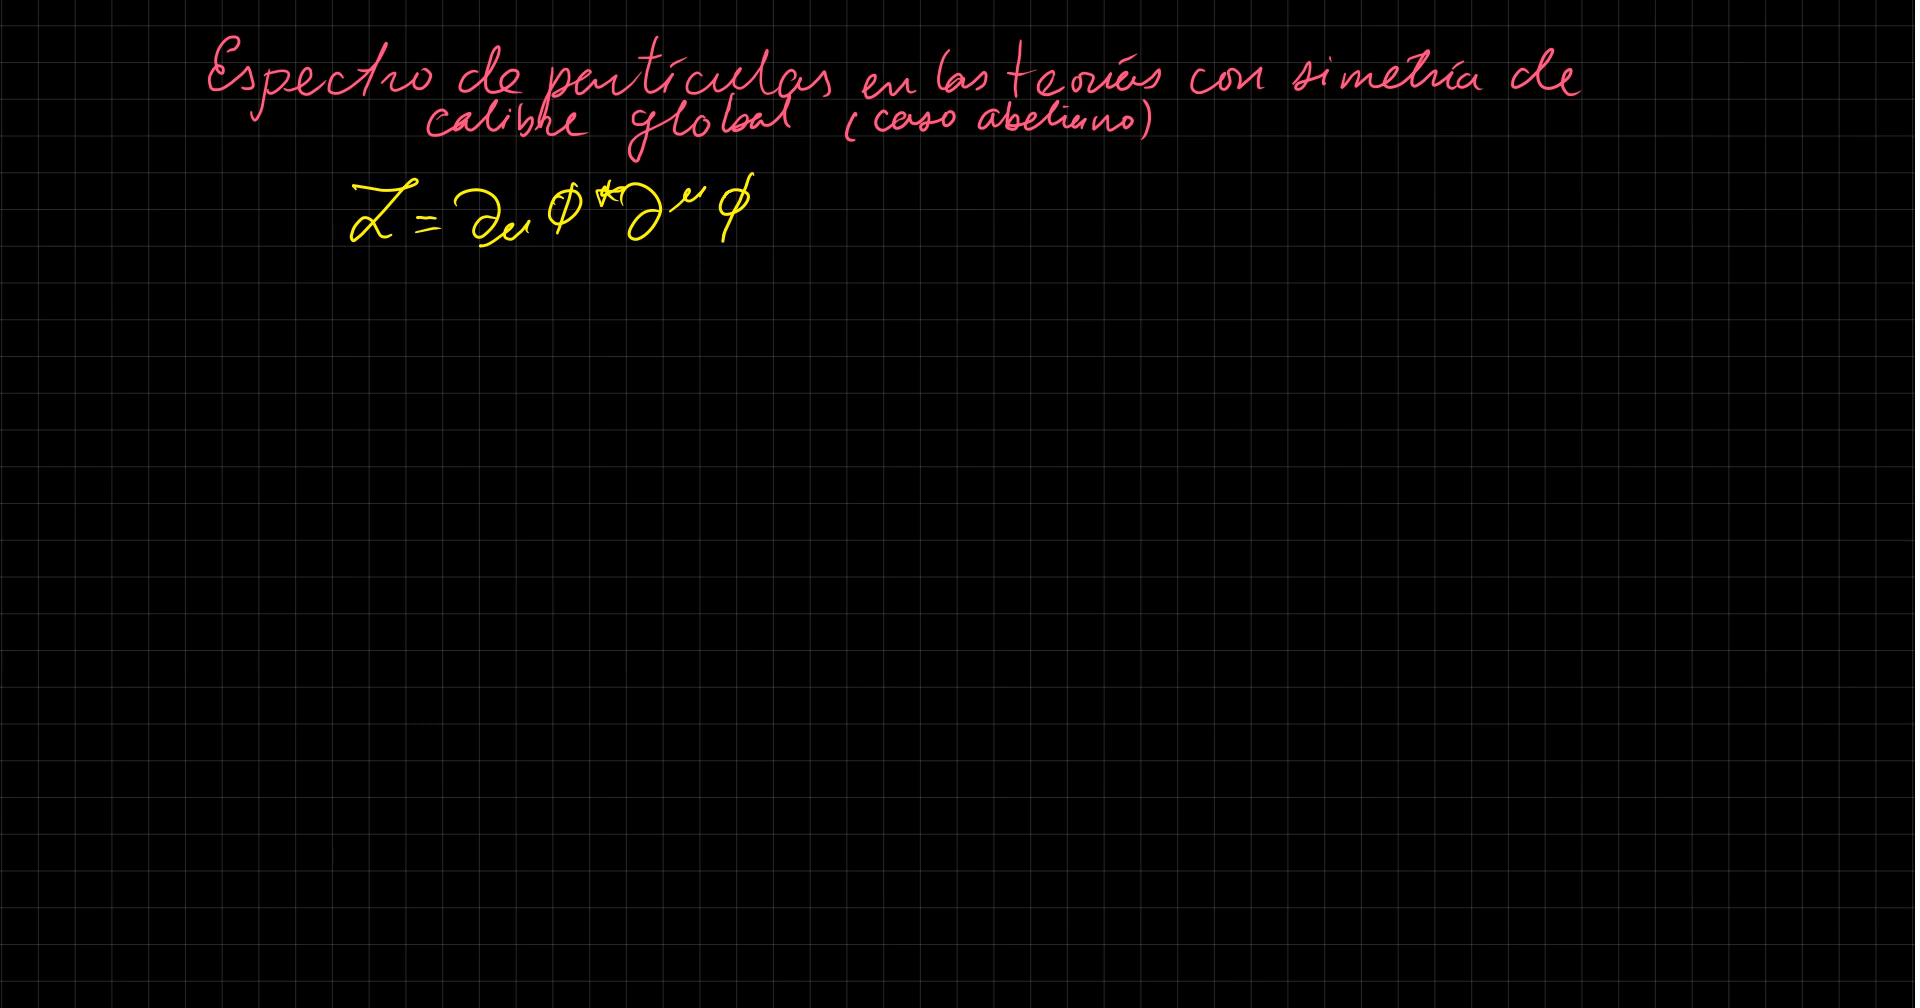 Espectro de partículas en las teorías con simetría de
calibre global (caso abeliano)
ℒ = ∂μ ϕ*∂^μ ϕ